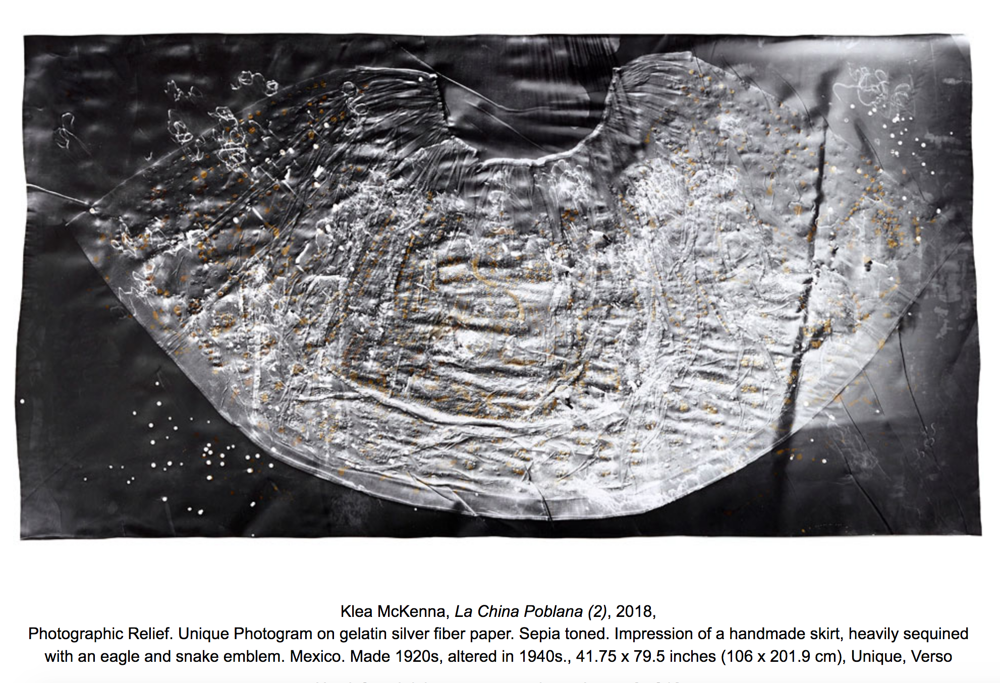 Klea McKenna, La China Poblana (2), 2018,
Photographic Relief. Unique Photogram on gelatin silver fiber paper. Sepia toned. Impression of a handmade skirt, heavily sequined
with an eagle and snake emblem. Mexico. Made 1920s, altered in 1940s., 41.75 x 79.5 inches (106 x 201.9 cm), Unique, Verso